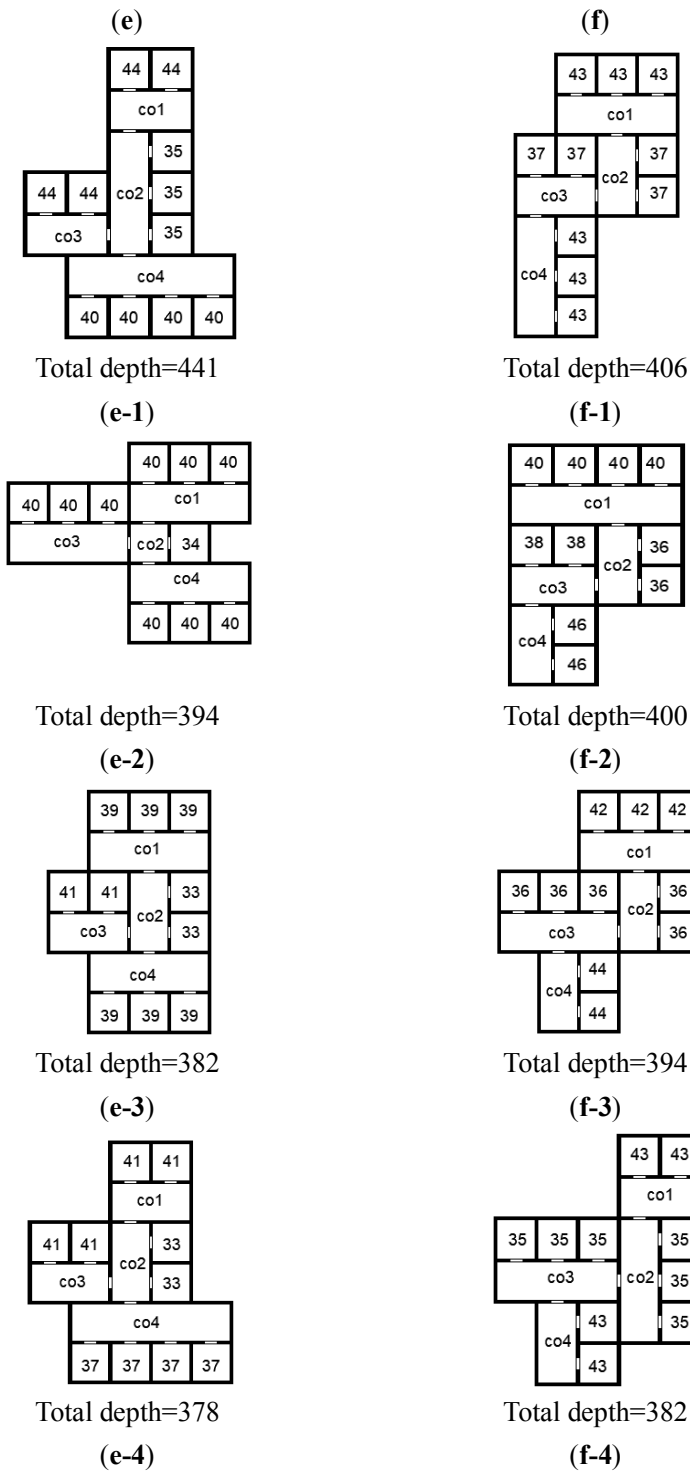 (e)
44 44
co1
35
co2
44 44
35
co3
35
co4
40 40 40 40
Total depth=441
(e-1)
40 40 40
co1
40 40 40
co3
co2
34
co4
40 40 40
Total depth=394
(e-2)
39 39 39
co1
41 41
co2
33
co3
33
co4
39 39 39
Total depth=382
(e-3)
41 41
co1
41 41
co2
33
co3
33
co4
37 37 37 37
Total depth=378
(e-4)
(f)
43 43 43
co1
37 37
co2
37
co3
37
43
co4
43
43
Total depth=406
(f-1)
40 40 40 40
co1
38 38
co2
36
co3
36
co4
46
46
Total depth=400
(f-2)
42 42 42
co1
36 36 36
co2
36
co3
36
co4
44
44
Total depth=394
(f-3)
43 43
co1
35 35 35
35
co3
co2
35
co4
43
35
43
Total depth=382
(f-4)